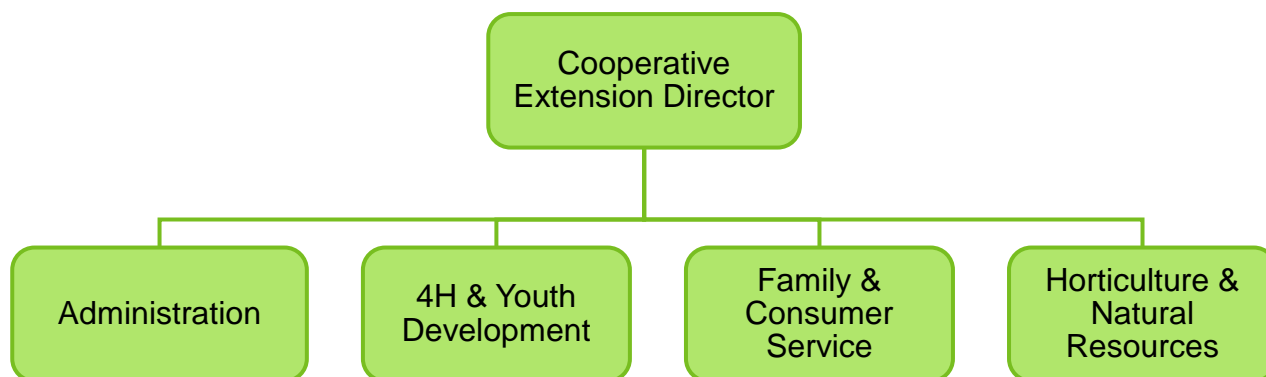 Cooperative
Extension Director
Administration
4H & Youth
Development
Family &
Consumer
Service
Horticulture &
Natural
Resources